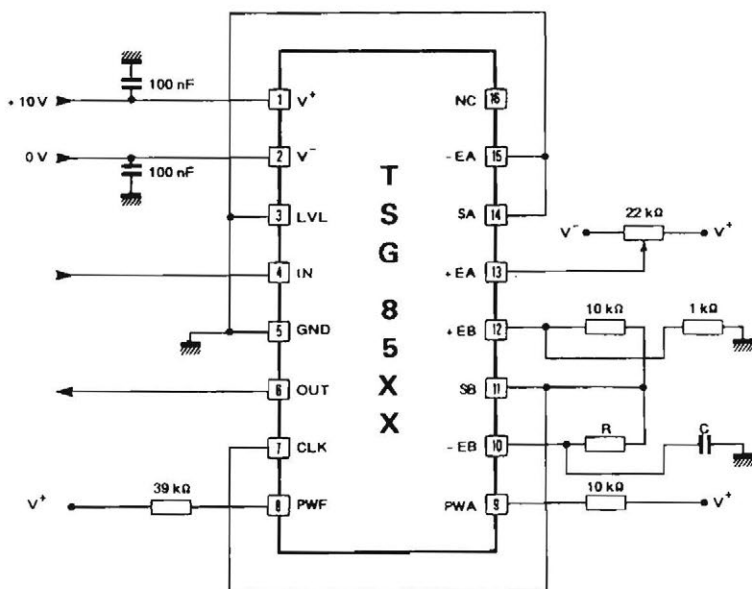 100 nF
+10V
1 V+
NC 16
0V
2 V-
-EA 15
100 nF
3 LVL
SA 14
22 kΩ
V-
V+
4 IN
+EA 13
10 kΩ
1 kΩ
5 GND
+EB 12
6 OUT
SB 11
7 CLK
-EB 10
R
C
39 kΩ
V+
8 PWF
PWA 9
10 kΩ
V+
TSG 85XX